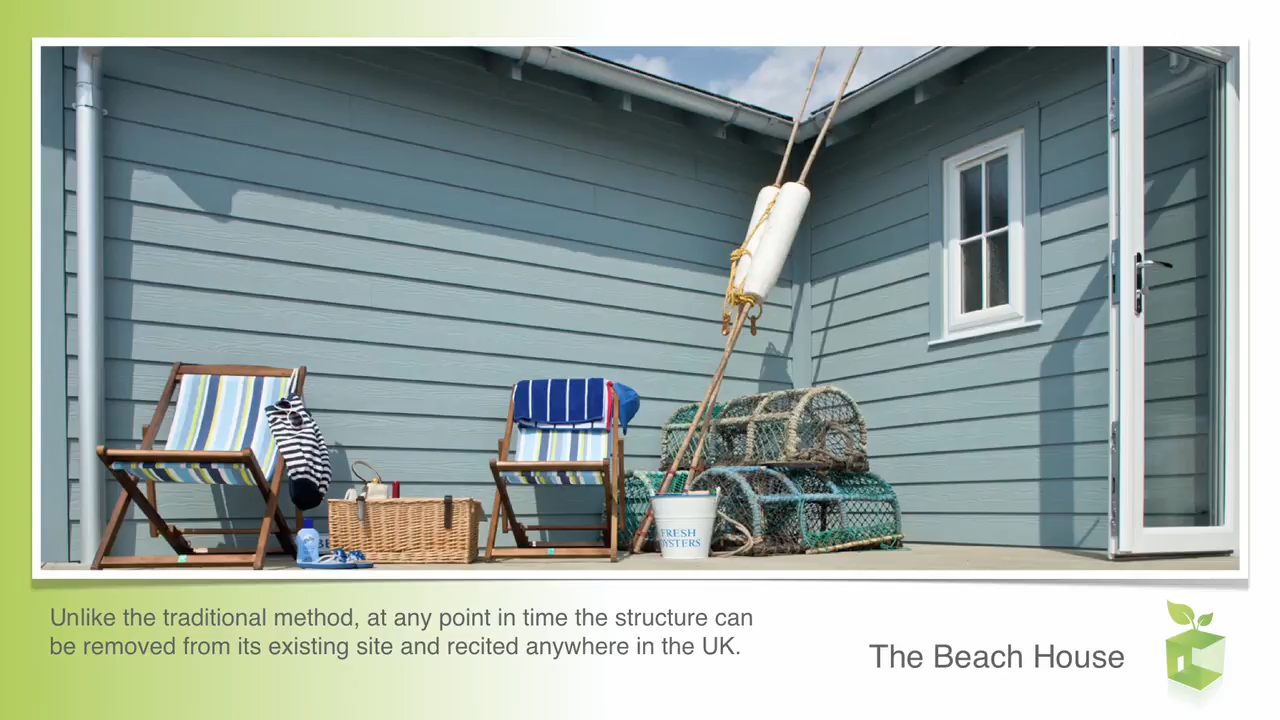 FRESH
OYSTERS
Unlike the traditional method, at any point in time the structure can
be removed from its existing site and recited anywhere in the UK.
The Beach House